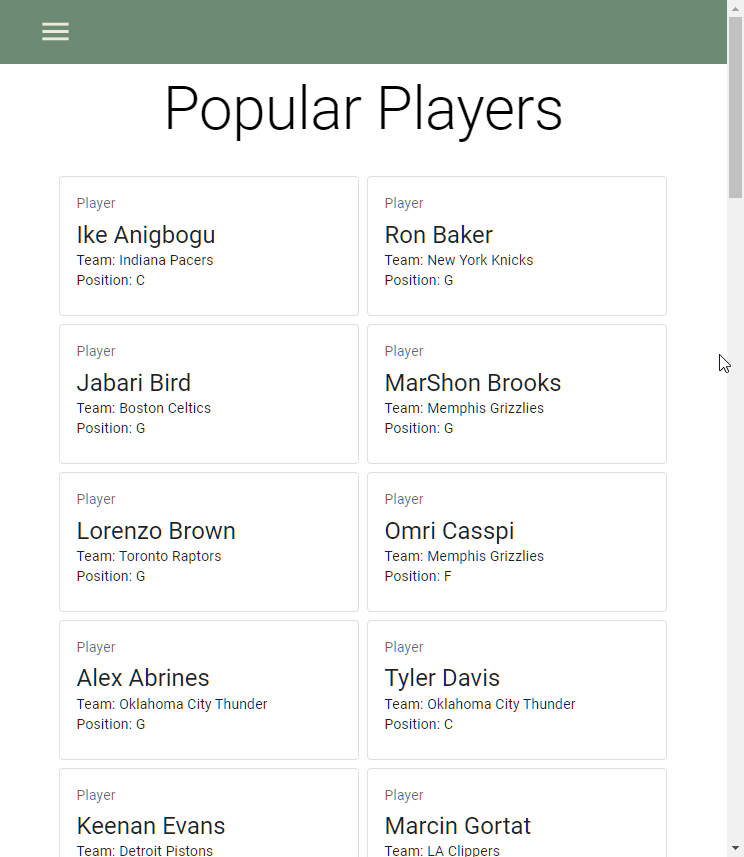 Popular Players
Player
Ike Anigbogu
Team: Indiana Pacers
Position: C
Player
Ron Baker
Team: New York Knicks
Position: G
Player
Jabari Bird
Team: Boston Celtics
Position: G
Player
MarShon Brooks
Team: Memphis Grizzlies
Position: G
Player
Lorenzo Brown
Team: Toronto Raptors
Position: G
Player
Omri Casspi
Team: Memphis Grizzlies
Position: F
Player
Alex Abrines
Team: Oklahoma City Thunder
Position: G
Player
Tyler Davis
Team: Oklahoma City Thunder
Position: C
Player
Keenan Evans
Team: Detroit Pistons
Player
Marcin Gortat
Team: LA Clippers